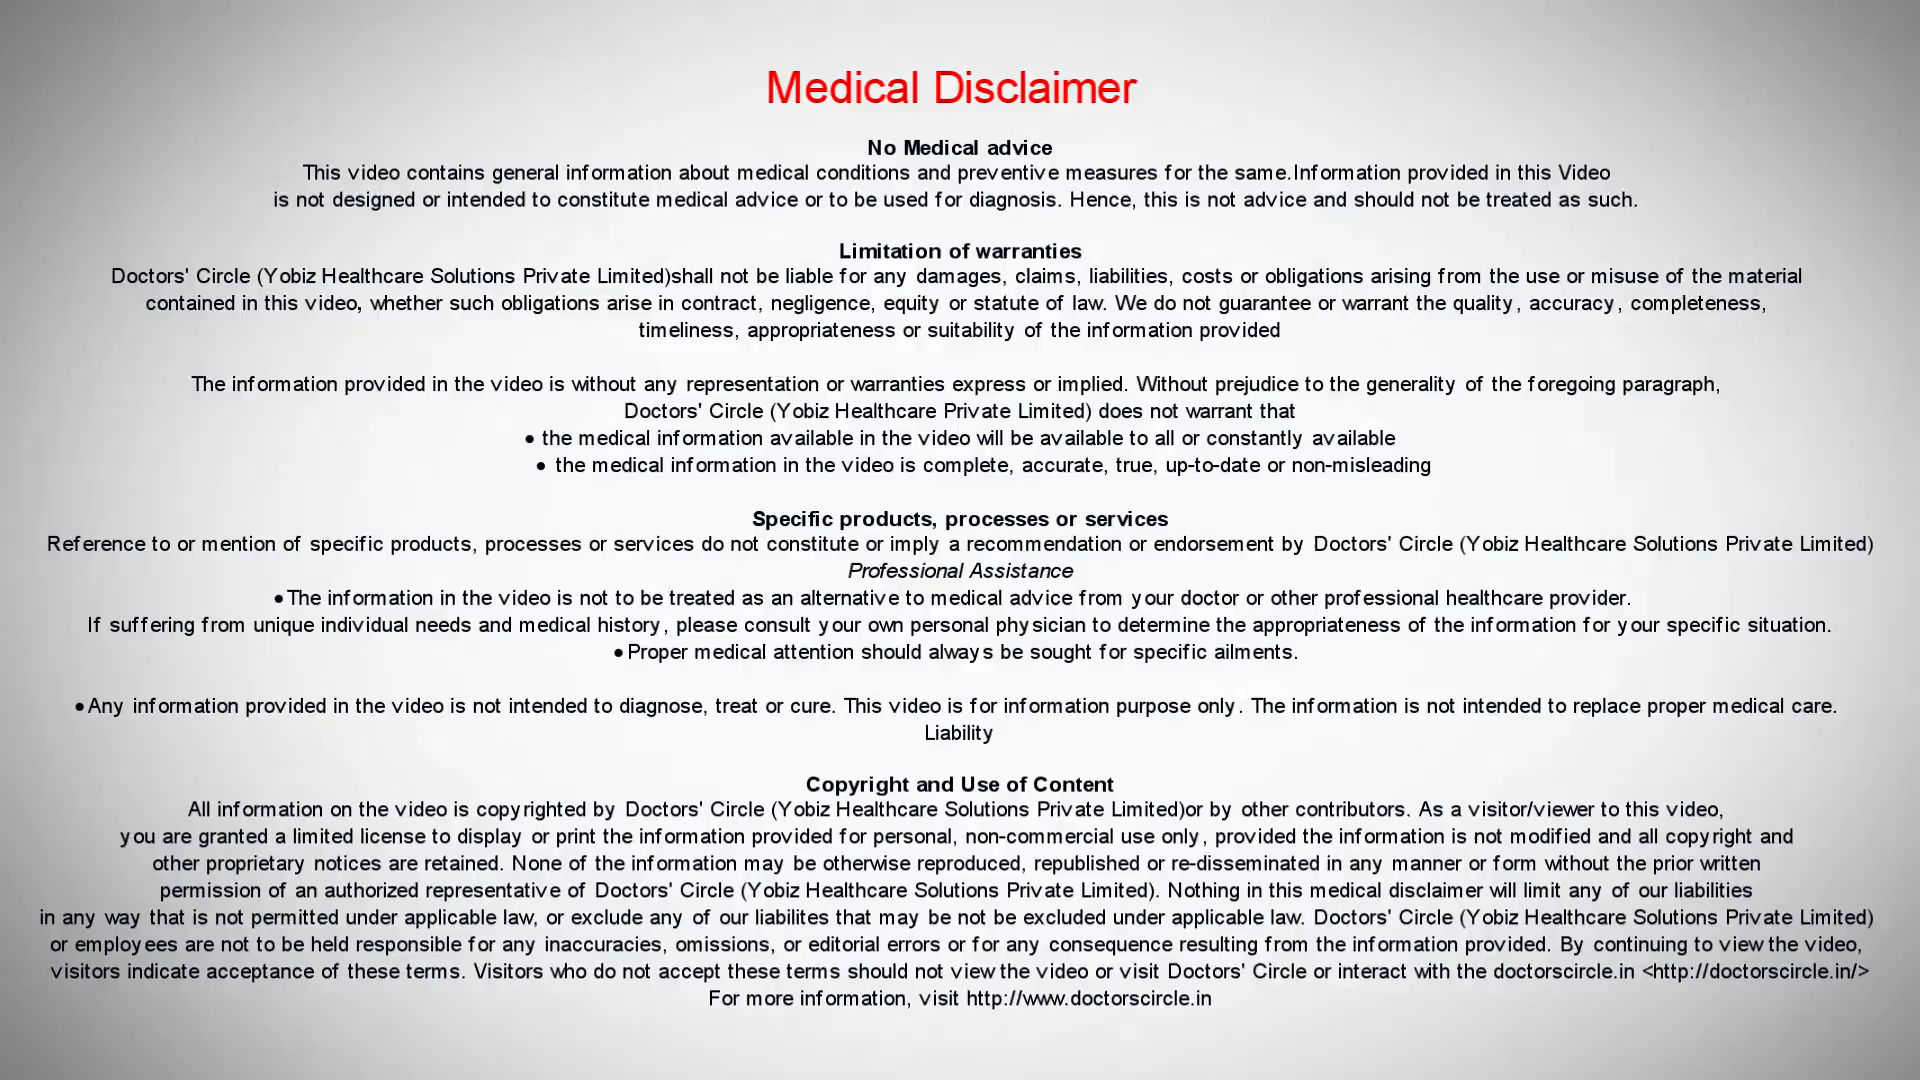 Medical Disclaimer
No Medical advice
This video contains general information about medical conditions and preventive measures for the same.Information provided in this Video
is not designed or intended to constitute medical advice or to be used for diagnosis. Hence, this is not advice and should not be treated as such.
Limitation of warranties
Doctors' Circle (Yobiz Healthcare Solutions Private Limited)shall not be liable for any damages, claims, liabilities, costs or obligations arising from the use or misuse of the material
contained in this video, whether such obligations arise in contract, negligence, equity or statute of law. We do not guarantee or warrant the quality, accuracy, completeness,
timeliness, appropriateness or suitability of the information provided
The information provided in the video is without any representation or warranties express or implied. Without prejudice to the generality of the foregoing paragraph,
Doctors' Circle (Yobiz Healthcare Private Limited) does not warrant that
• the medical information available in the video will be available to all or constantly available
• the medical information in the video is complete, accurate, true, up-to-date or non-misleading
Specific products, processes or services
Reference to or mention of specific products, processes or services do not constitute or imply a recommendation or endorsement by Doctors' Circle (Yobiz Healthcare Solutions Private Limited)
Professional Assistance
•The information in the video is not to be treated as an alternative to medical advice from your doctor or other professional healthcare provider.
If suffering from unique individual needs and medical history, please consult your own personal physician to determine the appropriateness of the information for your specific situation.
•Proper medical attention should always be sought for specific ailments.
•Any information provided in the video is not intended to diagnose, treat or cure. This video is for information purpose only. The information is not intended to replace proper medical care.
Liability
Copyright and Use of Content
All information on the video is copyrighted by Doctors' Circle (Yobiz Healthcare Solutions Private Limited)or by other contributors. As a visitor/viewer to this video,
you are granted a limited license to display or print the information provided for personal, non-commercial use only, provided the information is not modified and all copyright and
other proprietary notices are retained. None of the information may be otherwise reproduced, republished or re-disseminated in any manner or form without the prior written
permission of an authorized representative of Doctors' Circle (Yobiz Healthcare Solutions Private Limited). Nothing in this medical disclaimer will limit any of our liabilities
in any way that is not permitted under applicable law, or exclude any of our liabilites that may be not be excluded under applicable law. Doctors' Circle (Yobiz Healthcare Solutions Private Limited)
or employees are not to be held responsible for any inaccuracies, omissions, or editorial errors or for any consequence resulting from the information provided. By continuing to view the video,
visitors indicate acceptance of these terms. Visitors who do not accept these terms should not view the video or visit Doctors' Circle or interact with the doctorscircle.in <http://doctorscircle.in/>
For more information, visit http://www.doctorscircle.in